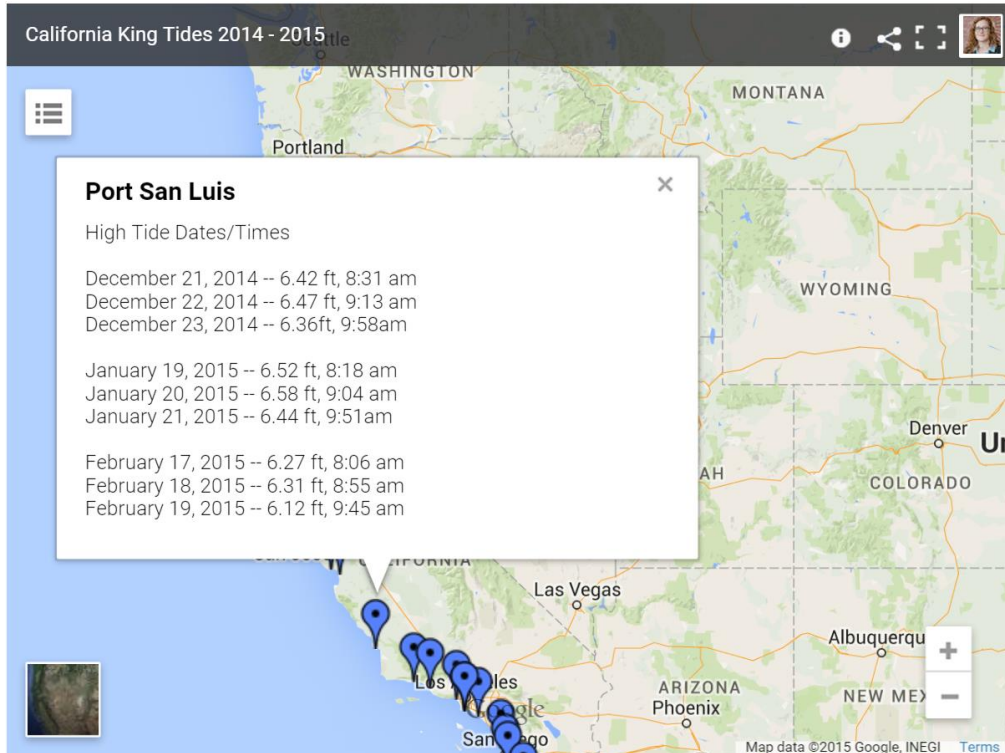 California King Tides 2014 - 2015
WASHINGTON
MONTANA
Portland
Port San Luis
High Tide Dates/Times
December 21, 2014 -- 6.42 ft, 8:31 am
December 22, 2014 -- 6.47 ft, 9:13 am
December 23, 2014 -- 6.36ft, 9:58am
January 19, 2015 -- 6.52 ft, 8:18 am
January 20, 2015 -- 6.58 ft, 9:04 am
January 21, 2015 -- 6.44 ft, 9:51am
February 17, 2015 -- 6.27 ft, 8:06 am
February 18, 2015 -- 6.31 ft, 8:55 am
February 19, 2015 -- 6.12 ft, 9:45 am
WYOMING
Denver
COLORADO
Las Vegas
Albuquerqu
ARIZONA
Phoenix
NEW MEX
Map data ©2015 Google, INEGI Terms